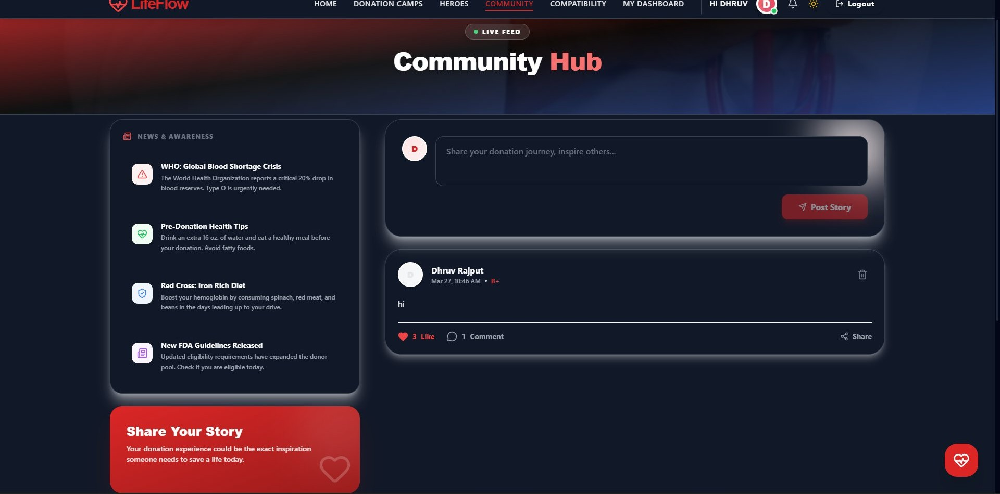 LifeFlow
HOME DONATION CAMPS HEROES COMMUNITY COMPATIBILITY MY DASHBOARD HI DHRUV D Logout
LIVE FEED
Community Hub
NEWS & AWARENESS
WHO: Global Blood Shortage Crisis
The World Health Organization reports a critical 20% drop in
blood reserves. Type O is urgently needed.
Pre-Donation Health Tips
Drink an extra 16 oz. of water and eat a healthy meal before
your donation. Avoid fatty foods.
Red Cross: Iron Rich Diet
Boost your hemoglobin by consuming spinach, red meat, and
beans in the days leading up to your drive.
New FDA Guidelines Released
Updated eligibility requirements have expanded the donor
pool. Check if you are eligible today.
Share Your Story
Your donation experience could be the exact inspiration
someone needs to save a life today.
D
Share your donation journey, inspire others...
Post Story
D
Dhruv Rajput
Mar 27, 10:46 AM • B+
hi
3 Like 1 Comment Share